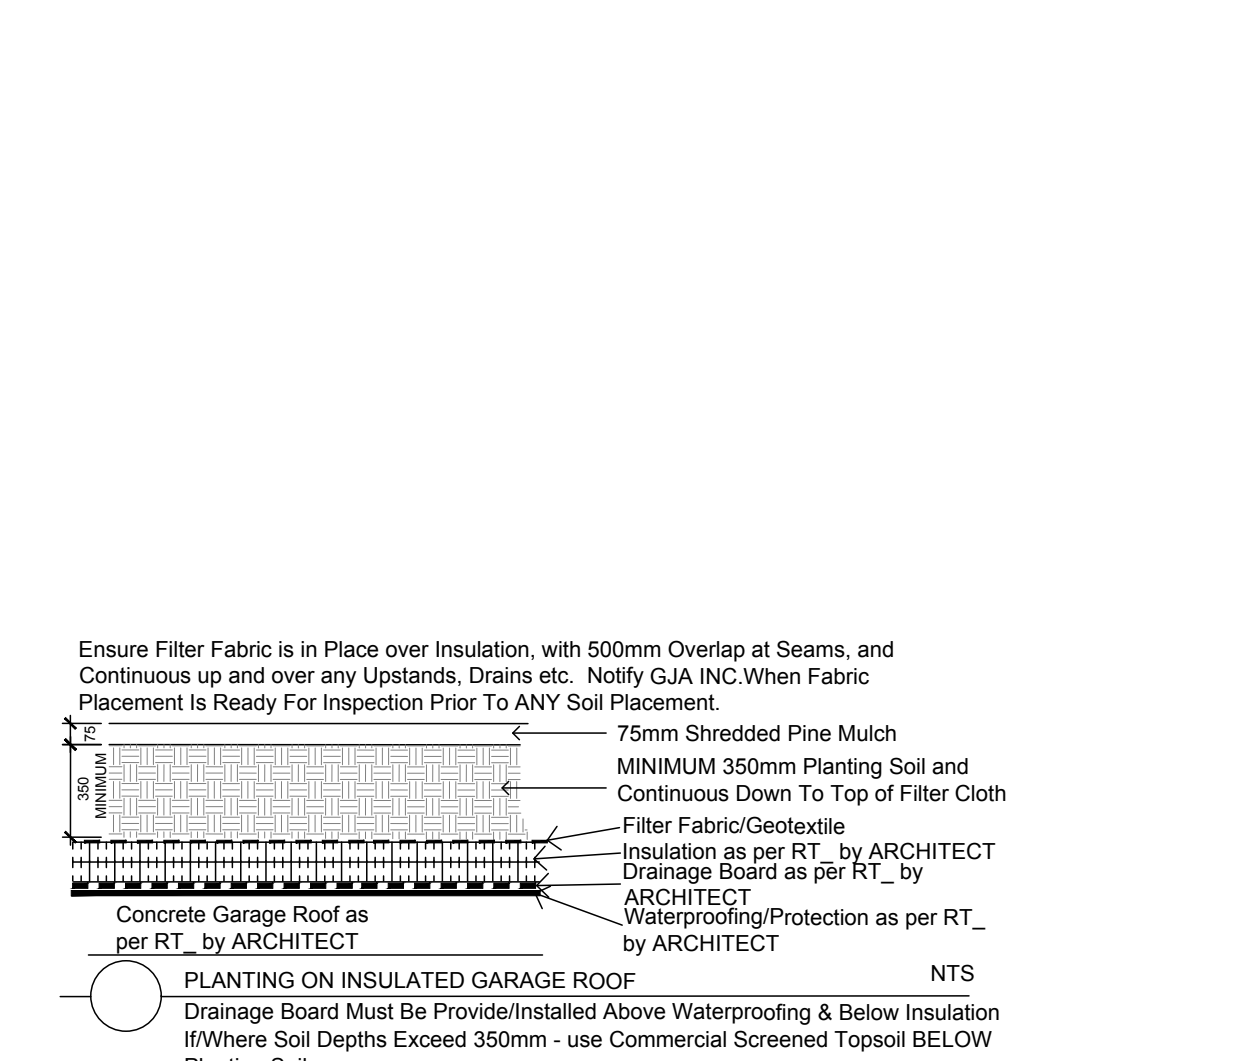 Ensure Filter Fabric is in Place over Insulation, with 500mm Overlap at Seams, and
Continuous up and over any Upstands, Drains etc. Notify GJA INC.When Fabric
Placement Is Ready For Inspection Prior To ANY Soil Placement.
75
75mm Shredded Pine Mulch
350
MINIMUM
MINIMUM 350mm Planting Soil and
Continuous Down To Top of Filter Cloth
Filter Fabric/Geotextile
Insulation as per RT_ by ARCHITECT
Drainage Board as per RT_ by
ARCHITECT
Waterproofing/Protection as per RT_
by ARCHITECT
Concrete Garage Roof as
per RT_ by ARCHITECT
PLANTING ON INSULATED GARAGE ROOF
NTS
Drainage Board Must Be Provide/Installed Above Waterproofing & Below Insulation
If/Where Soil Depths Exceed 350mm - use Commercial Screened Topsoil BELOW
Planting Soil